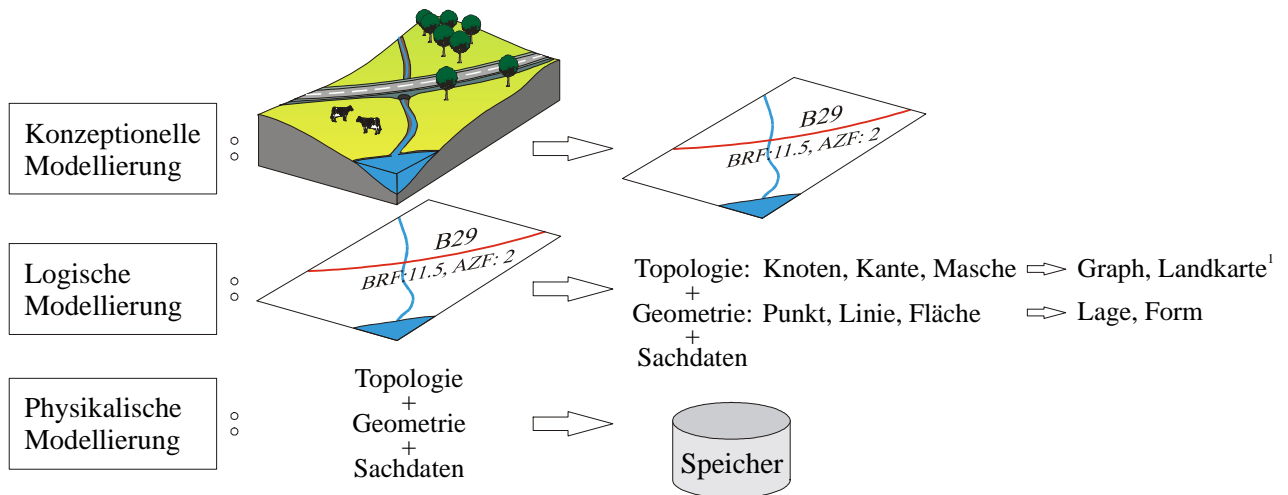 Konzeptionelle
Modellierung
B29
BRF:11.5, AZF: 2
Logische
Modellierung
B29
BRF:11.5, AZF: 2
Topologie: Knoten, Kante, Masche
Graph, Landkarte¹
+
Geometrie: Punkt, Linie, Fläche
Lage, Form
+
Sachdaten
Physikalische
Modellierung
Topologie
+
Geometrie
+
Sachdaten
Speicher